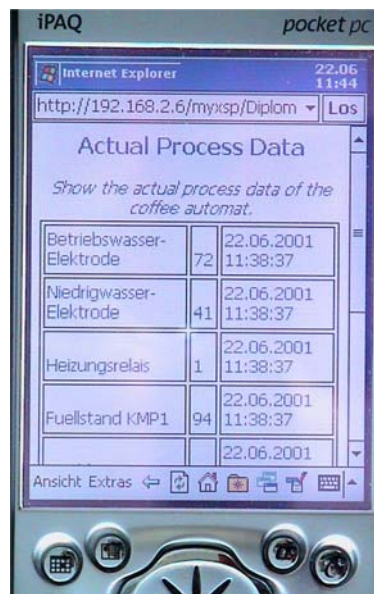 iPAQ pocket pc
Internet Explorer 22.06
11:44
http://192.168.2.6/myxsp/Diplom Los
Actual Process Data
Show the actual process data of the
coffee automat.
Betriebswasser-
Elektrode 72 22.06.2001
11:38:37
Niedrigwasser-
Elektrode 41 22.06.2001
11:38:37
Heizungsrelais 1 22.06.2001
11:38:37
Fuellstand KMP1 94 22.06.2001
11:38:37
22.06.2001
Ansicht Extras